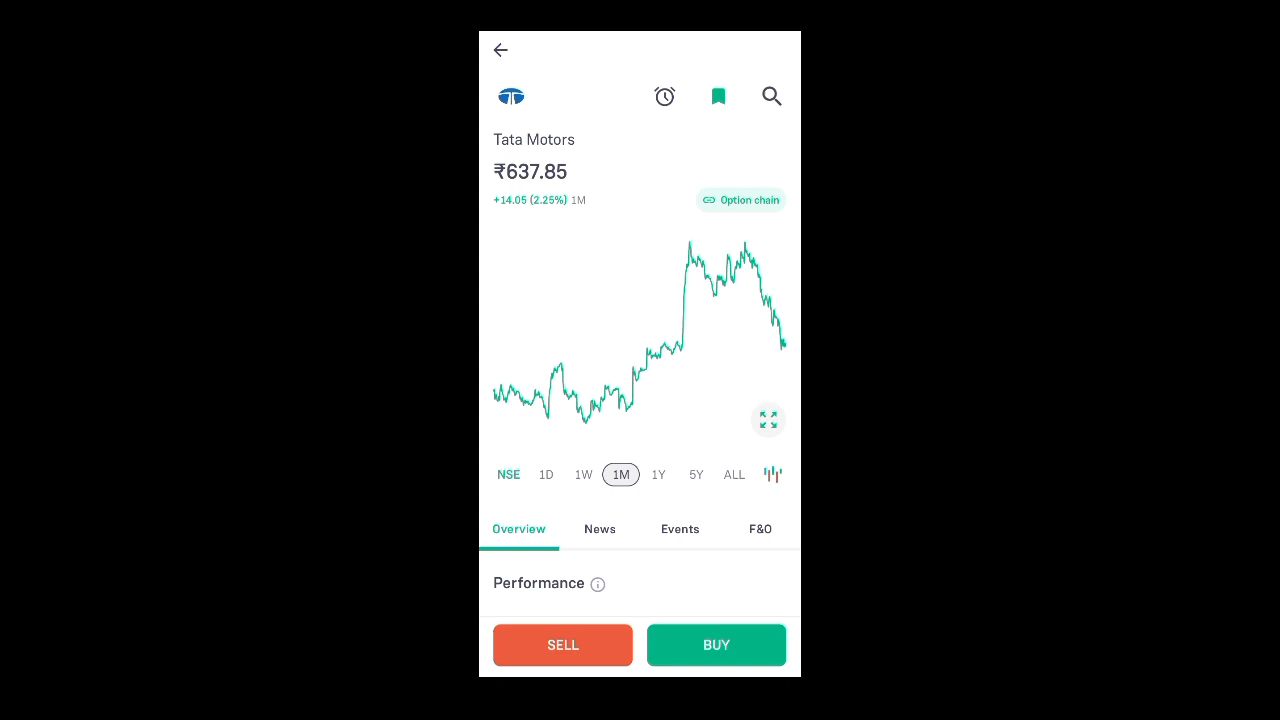 Tata Motors
₹637.85
+14.05 (2.25%) 1M
Option chain
NSE 1D 1W 1M 1Y 5Y ALL
Overview News Events F&O
Performance
SELL BUY